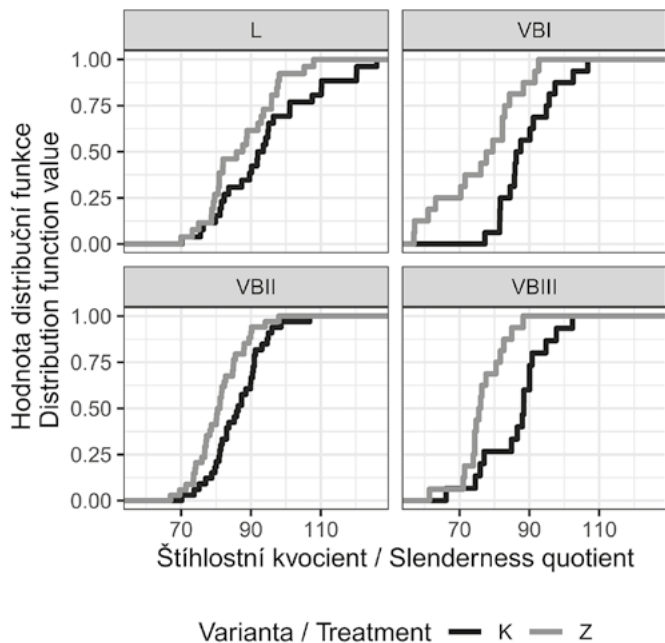 L VBI
1.00
0.75
0.50
0.25
0.00
VBII VBIII
1.00
0.75
0.50
0.25
0.00
70 90 110 70 90 110
Hodnota distribuční funkce
Distribution function value
Štíhlostní kvocient / Slenderness quotient
Varianta / Treatment K Z